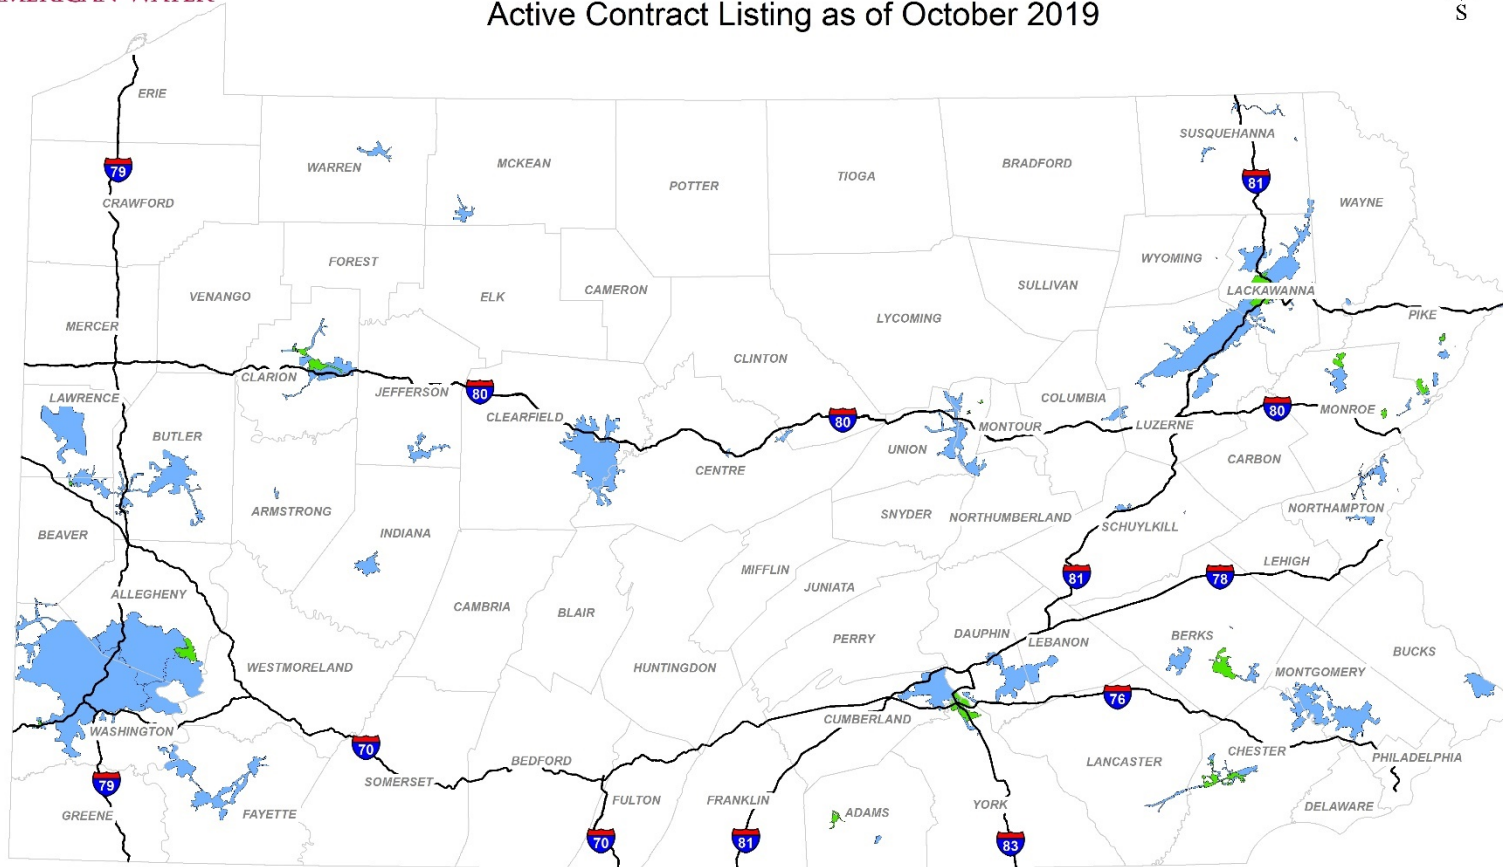 AMERICAN WATER
Active Contract Listing as of October 2019
S
ERIE
SUSQUEHANNA
WARREN
MCKEAN
BRADFORD
79
TIOGA
81
POTTER
CRAWFORD
WAYNE
FOREST
WYOMING
CAMERON
SULLIVAN
LACKAWANNA
VENANGO
ELK
PIKE
LYCOMING
MERCER
CLINTON
CLARION
JEFFERSON
80
LAWRENCE
COLUMBIA
80
MONROE
CLEARFIELD
80
MONTOUR
LUZERNE
BUTLER
UNION
CENTRE
CARBON
ARMSTRONG
SNYDER
NORTHUMBERLAND
NORTHAMPTON
BEAVER
INDIANA
SCHUYLKILL
LEHIGH
MIFFLIN
81
78
JUNIATA
ALLEGHENY
CAMBRIA
BLAIR
PERRY
DAUPHIN
LEBANON
BERKS
BUCKS
WESTMORELAND
HUNTINGDON
MONTGOMERY
76
CUMBERLAND
WASHINGTON
70
CHESTER
PHILADELPHIA
BEDFORD
LANCASTER
SOMERSET
79
FULTON
FRANKLIN
YORK
DELAWARE
GREENE
FAYETTE
ADAMS
70
81
83